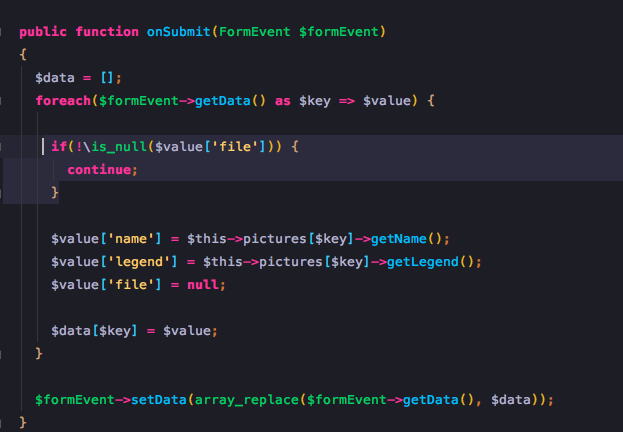 public function onSubmit(FormEvent $formEvent)
{
$data = [];
foreach($formEvent->getData() as $key => $value) {
if(!\is_null($value['file'])) {
continue;
}
$value['name'] = $this->pictures[$key]->getName();
$value['legend'] = $this->pictures[$key]->getLegend();
$value['file'] = null;
$data[$key] = $value;
}
$formEvent->setData(array_replace($formEvent->getData(), $data));
}